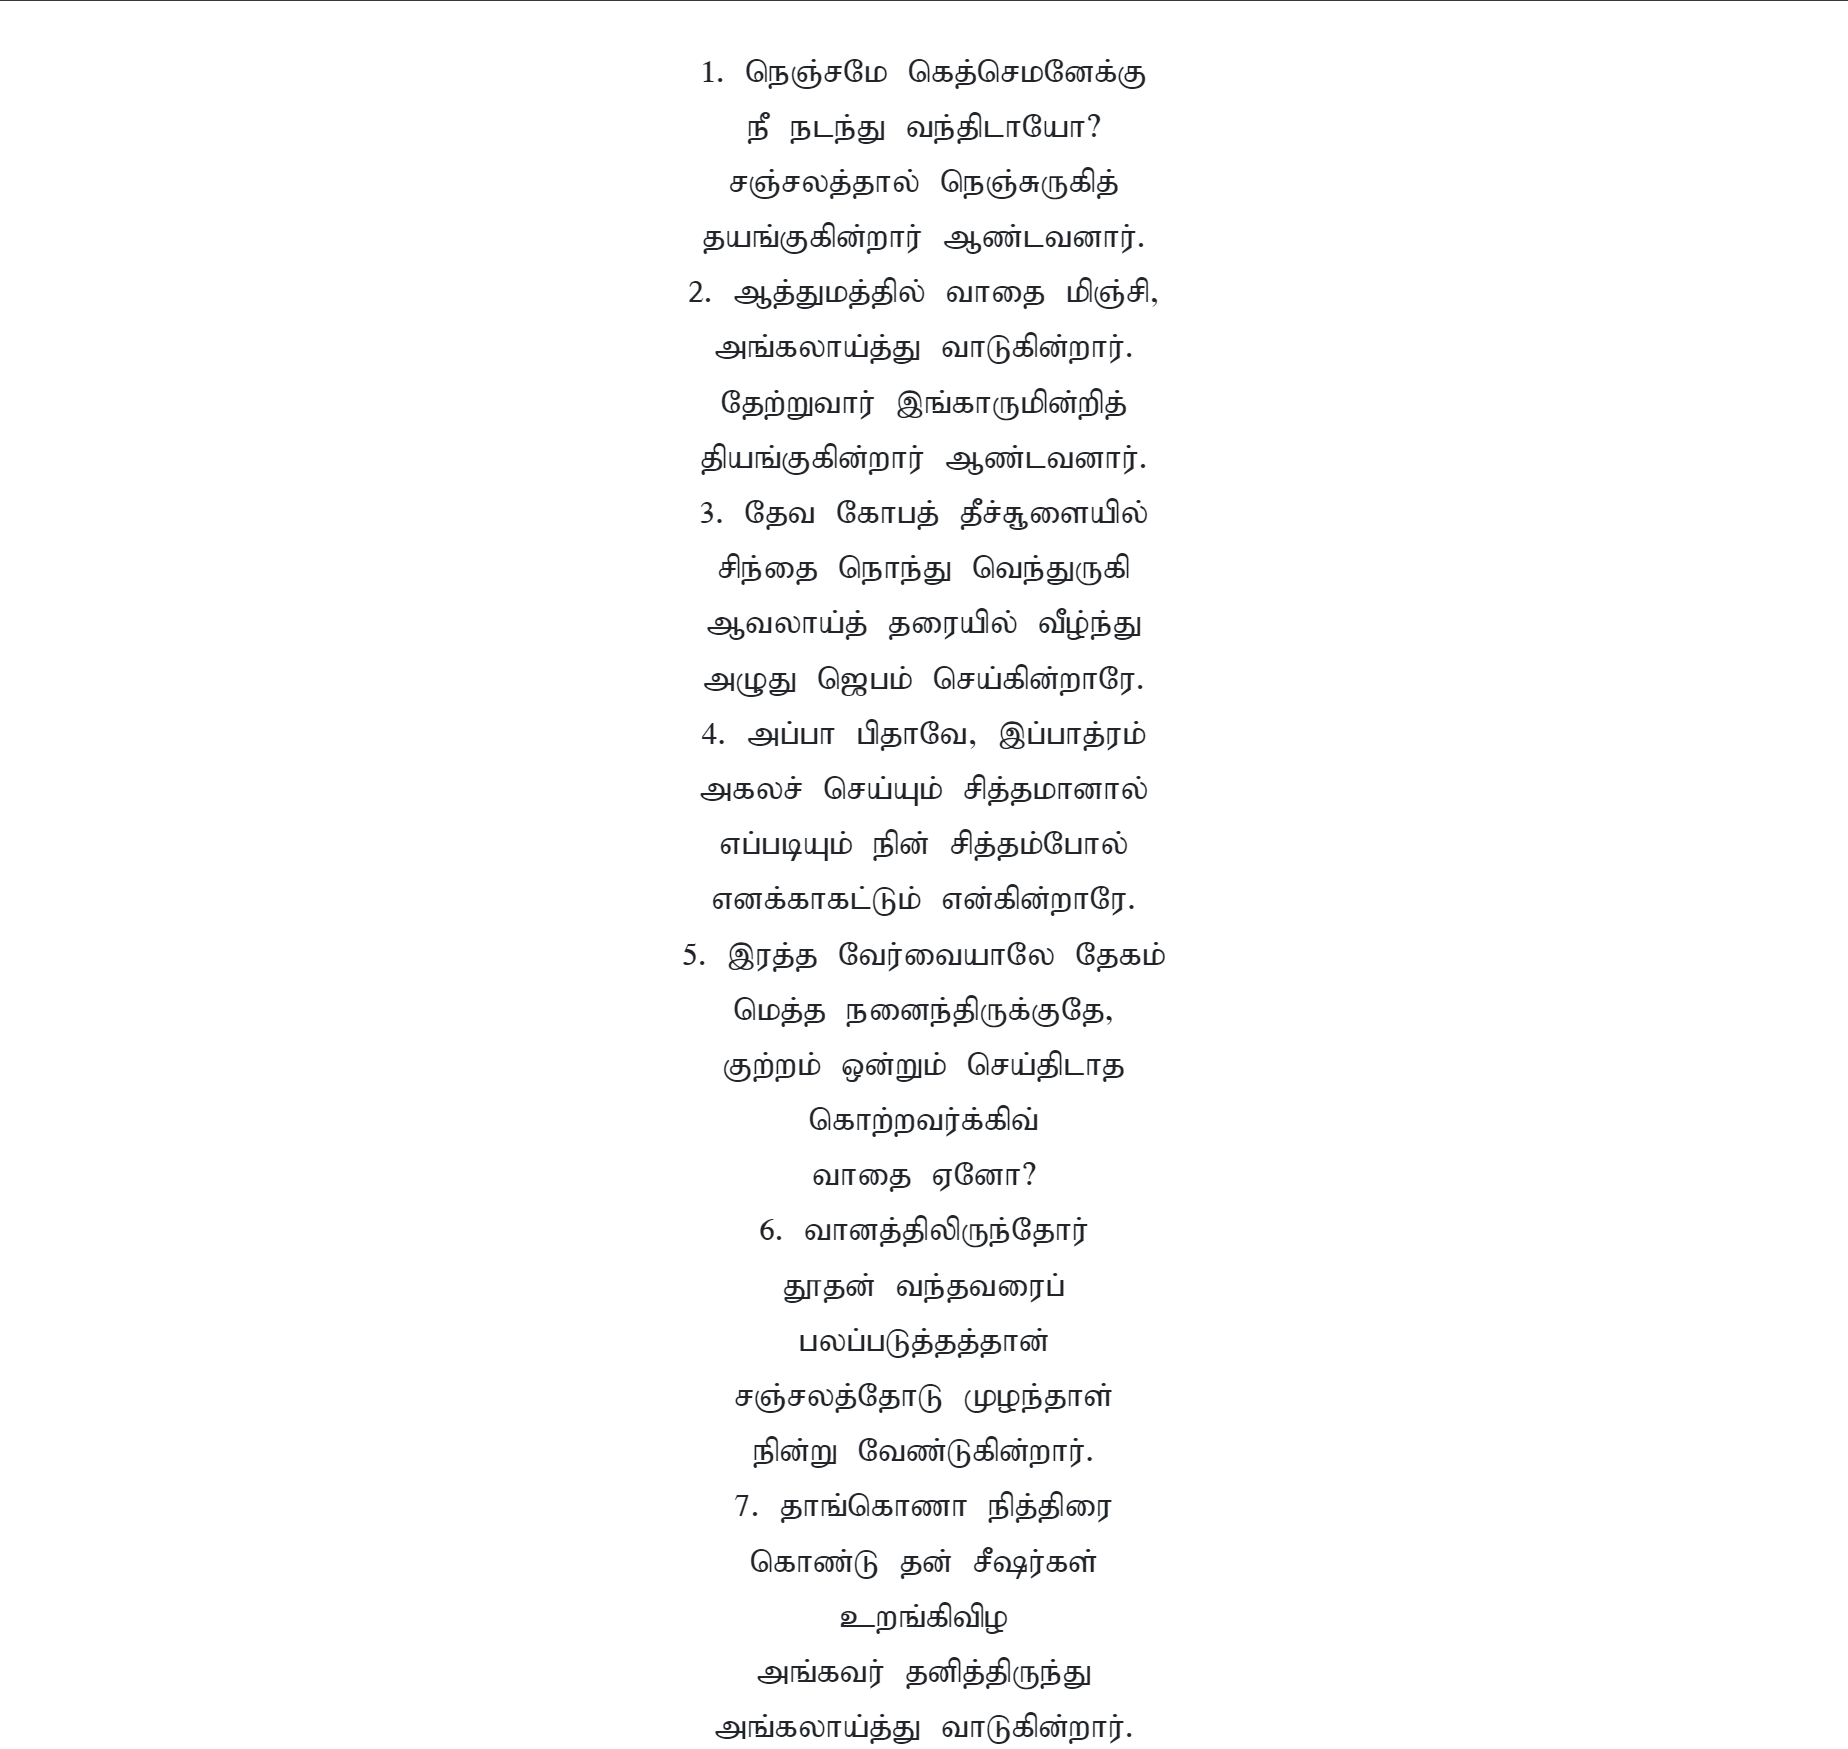 1. நெஞ்சமே கெத்செமனேக்கு
நீ நடந்து வந்திடாயோ?
சஞ்சலத்தால் நெஞ்சுருகித்
தயங்குகின்றார் ஆண்டவனார்.
2. ஆத்துமத்தில் வாதை மிஞ்சி,
அங்கலாய்த்து வாடுகின்றார்.
தேற்றுவார் இங்காருமின்றித்
தியங்குகின்றார் ஆண்டவனார்.
3. தேவ கோபத் தீச்சூளையில்
சிந்தை நொந்து வெந்துருகி
ஆவலாய்த் தரையில் வீழ்ந்து
அழுது ஜெபம் செய்கின்றாரே.
4. அப்பா பிதாவே, இப்பாத்ரம்
அகலச் செய்யும் சித்தமானால்
எப்படியும் நின் சித்தம்போல்
எனக்காகட்டும் என்கின்றாரே.
5. இரத்த வேர்வையாலே தேகம்
மெத்த நனைந்திருக்குதே,
குற்றம் ஒன்றும் செய்திடாத
கொற்றவர்க்கிவ்
வாதை ஏனோ?
6. வானத்திலிருந்தோர்
தூதன் வந்தவரைப்
பலப்படுத்தத்தான்
சஞ்சலத்தோடு முழந்தாள்
நின்று வேண்டுகின்றார்.
7. தாங்கொணா நித்திரை
கொண்டு தன் சீஷர்கள்
உறங்கிவிழ
அங்கவர் தனித்திருந்து
அங்கலாய்த்து வாடுகின்றார்.